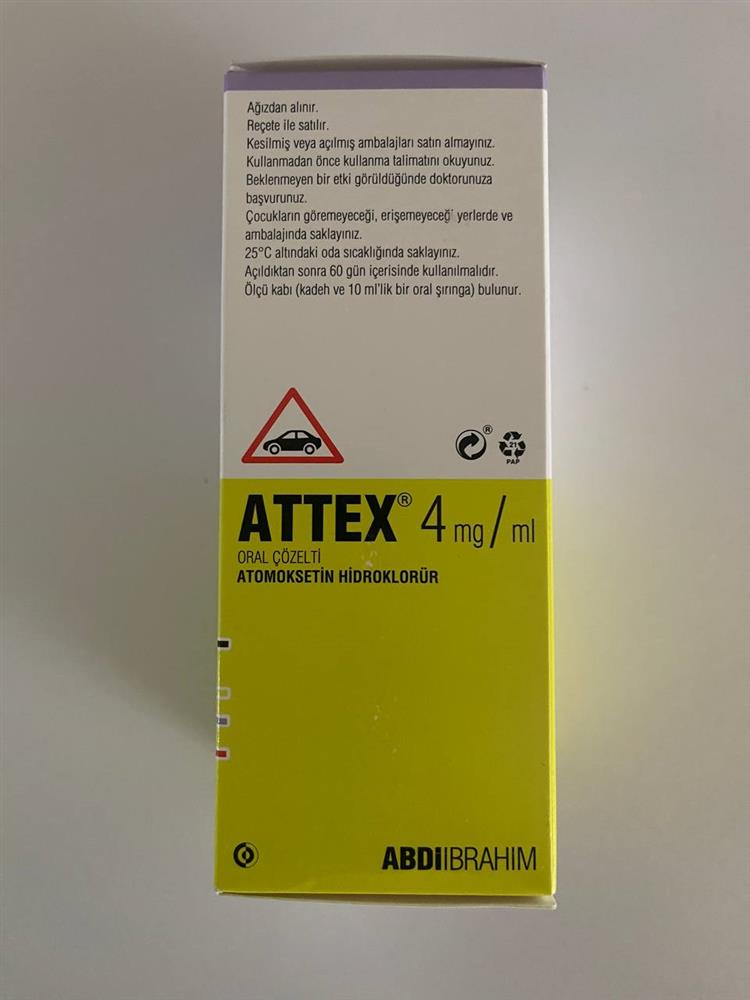 Ağızdan alınır.
Reçete ile satılır.
Kesilmiş veya açılmış ambalajları satın almayınız.
Kullanmadan önce kullanma talimatını okuyunuz.
Beklenmeyen bir etki görüldüğünde doktorunuza
başvurunuz.
Çocukların göremeyeceği, erişemeyeceği yerlerde ve
ambalajında saklayınız.
25°C altındaki oda sıcaklığında saklayınız.
Açıldıktan sonra 60 gün içerisinde kullanılmalıdır.
Ölçü kabı (kadeh ve 10 ml'lik bir oral şırınga) bulunur.
®
21
PAP
ATTEX® 4 mg/ml
ORAL ÇÖZELTİ
ATOMOKSETİN HİDROKLORÜR
ABDİIBRAHIM